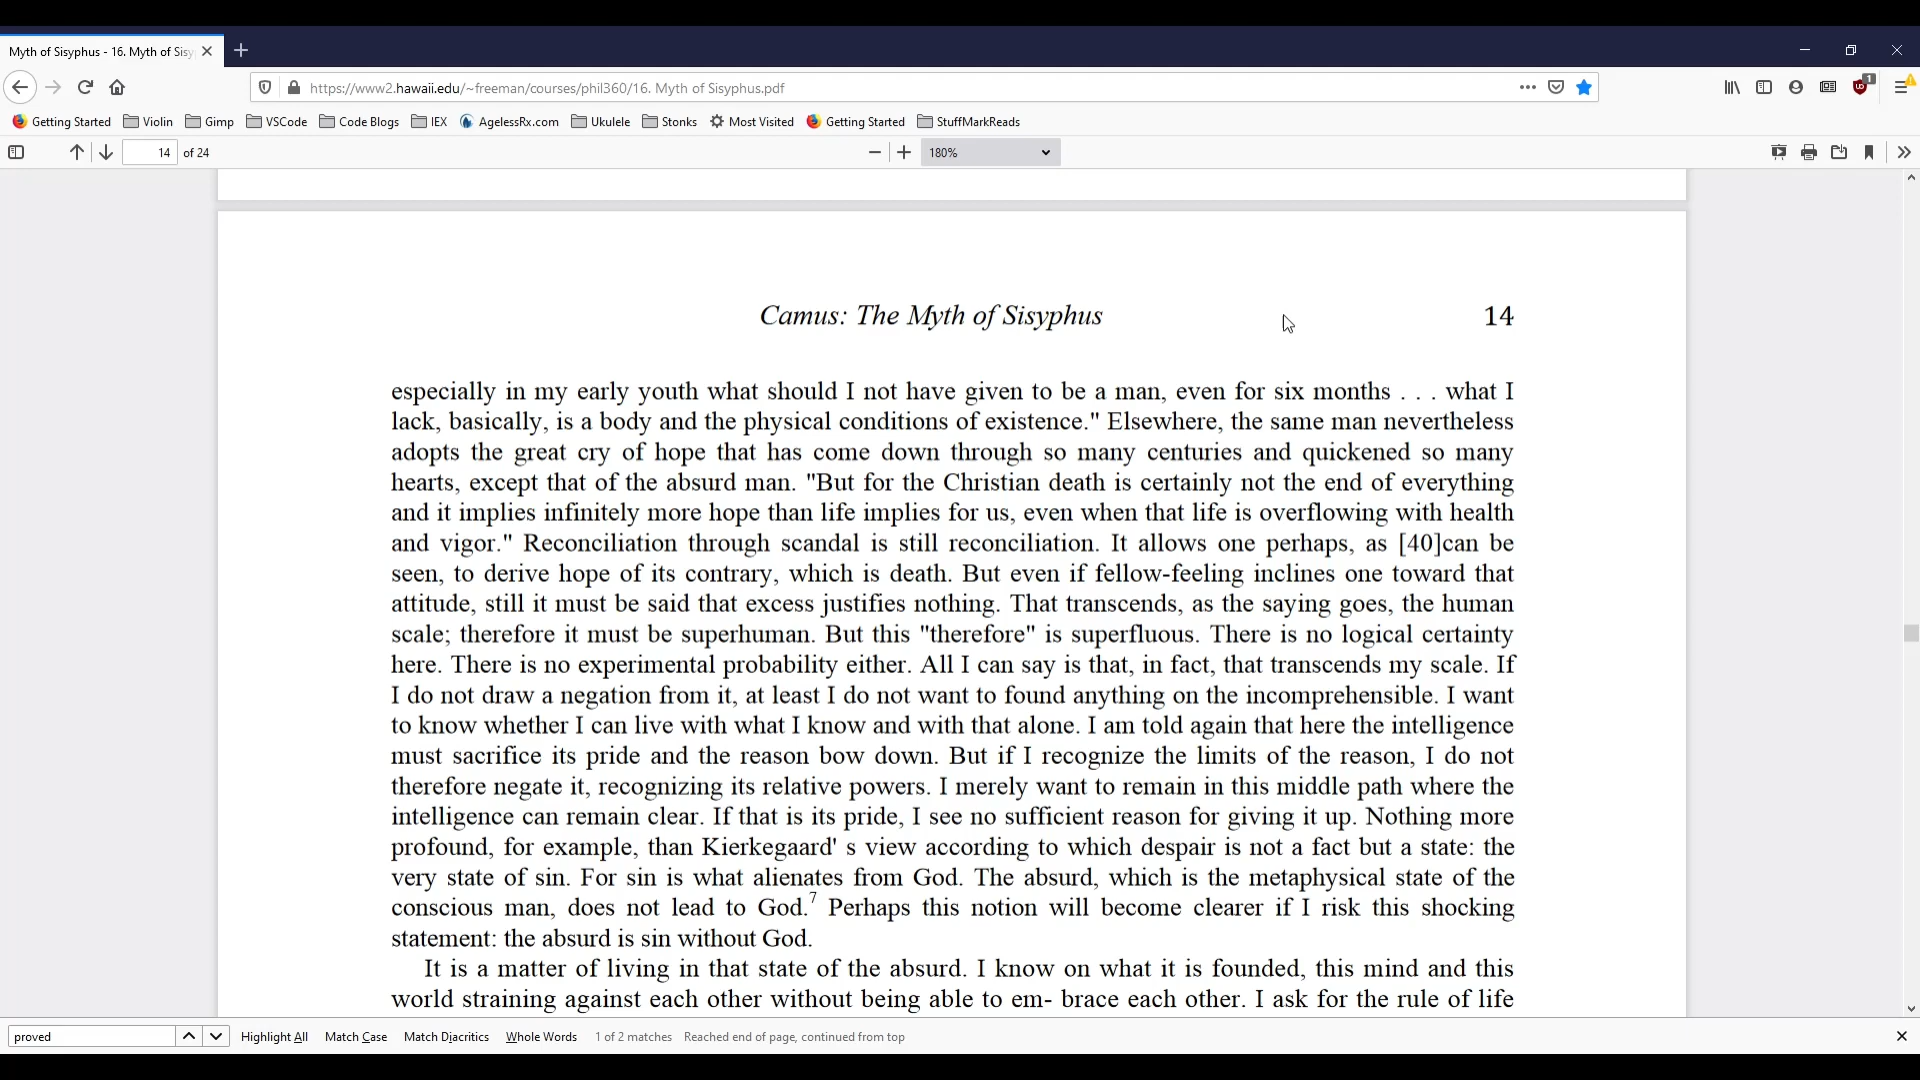 Myth of Sisyphus - 16. Myth of Sisy
https://www2.hawaii.edu/~freeman/courses/phil360/16. Myth of Sisyphus.pdf
1
Getting Started Violin Gimp VSCode Code Blogs IEX AgelessRx.com Ukulele Stonks Most Visited Getting Started StuffMarkReads
14 of 24 180%
Camus: The Myth of Sisyphus 14
especially in my early youth what should I not have given to be a man, even for six months . . . what I
lack, basically, is a body and the physical conditions of existence." Elsewhere, the same man nevertheless
adopts the great cry of hope that has come down through so many centuries and quickened so many
hearts, except that of the absurd man. "But for the Christian death is certainly not the end of everything
and it implies infinitely more hope than life implies for us, even when that life is overflowing with health
and vigor." Reconciliation through scandal is still reconciliation. It allows one perhaps, as [40]can be
seen, to derive hope of its contrary, which is death. But even if fellow-feeling inclines one toward that
attitude, still it must be said that excess justifies nothing. That transcends, as the saying goes, the human
scale; therefore it must be superhuman. But this "therefore" is superfluous. There is no logical certainty
here. There is no experimental probability either. All I can say is that, in fact, that transcends my scale. If
I do not draw a negation from it, at least I do not want to found anything on the incomprehensible. I want
to know whether I can live with what I know and with that alone. I am told again that here the intelligence
must sacrifice its pride and the reason bow down. But if I recognize the limits of the reason, I do not
therefore negate it, recognizing its relative powers. I merely want to remain in this middle path where the
intelligence can remain clear. If that is its pride, I see no sufficient reason for giving it up. Nothing more
profound, for example, than Kierkegaard' s view according to which despair is not a fact but a state: the
very state of sin. For sin is what alienates from God. The absurd, which is the metaphysical state of the
conscious man, does not lead to God.7 Perhaps this notion will become clearer if I risk this shocking
statement: the absurd is sin without God.
It is a matter of living in that state of the absurd. I know on what it is founded, this mind and this
world straining against each other without being able to em- brace each other. I ask for the rule of life
proved Highlight All Match Case Match Diacritics Whole Words 1 of 2 matches Reached end of page, continued from top